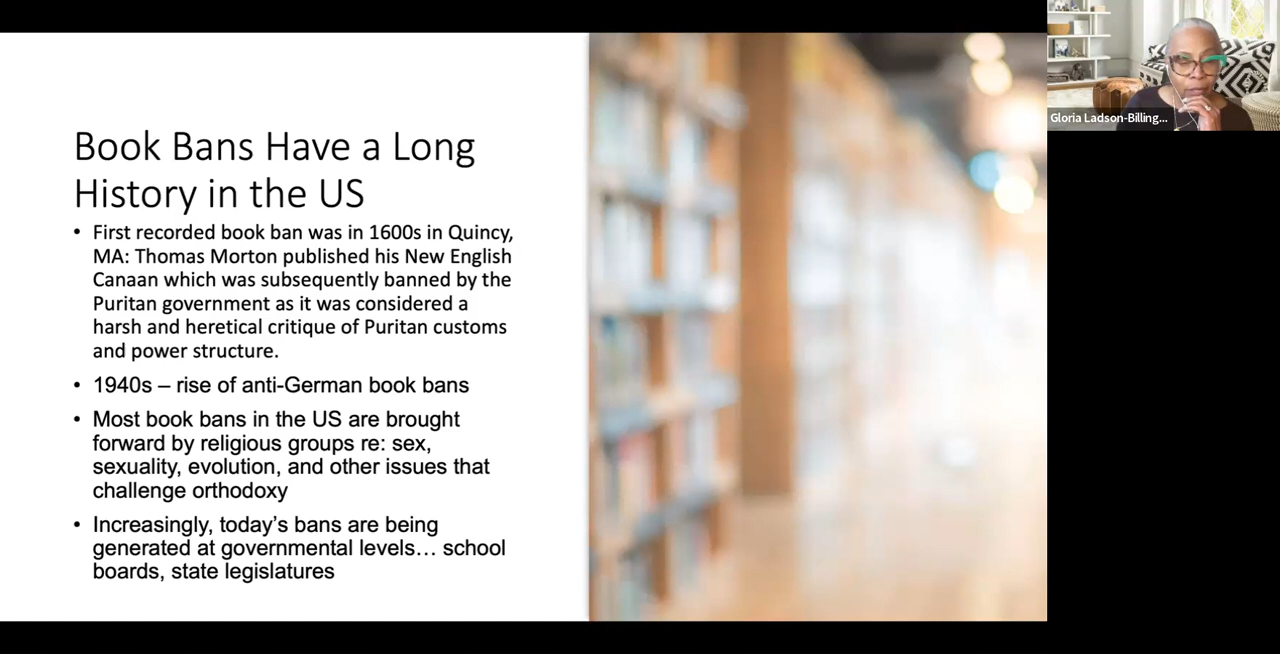 Book Bans Have a Long
History in the US
• First recorded book ban was in 1600s in Quincy,
MA: Thomas Morton published his New English
Canaan which was subsequently banned by the
Puritan government as it was considered a
harsh and heretical critique of Puritan customs
and power structure.
• 1940s – rise of anti-German book bans
• Most book bans in the US are brought
forward by religious groups re: sex,
sexuality, evolution, and other issues that
challenge orthodoxy
• Increasingly, today’s bans are being
generated at governmental levels… school
boards, state legislatures
Gloria Ladson-Billing...